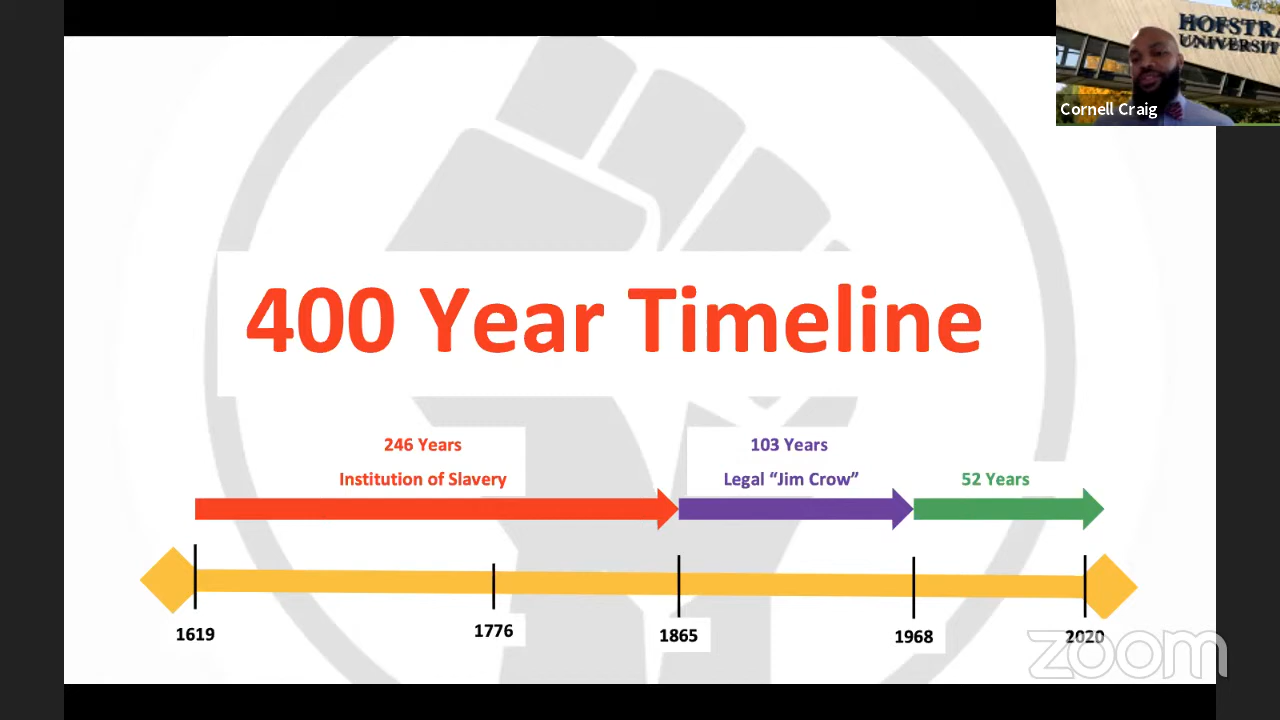 HOFSTRA
UNIVERSIT
Cornell Craig
400 Year Timeline
246 Years
Institution of Slavery
103 Years
Legal “Jim Crow”
52 Years
1619
1776
1865
1968
2020
zoom